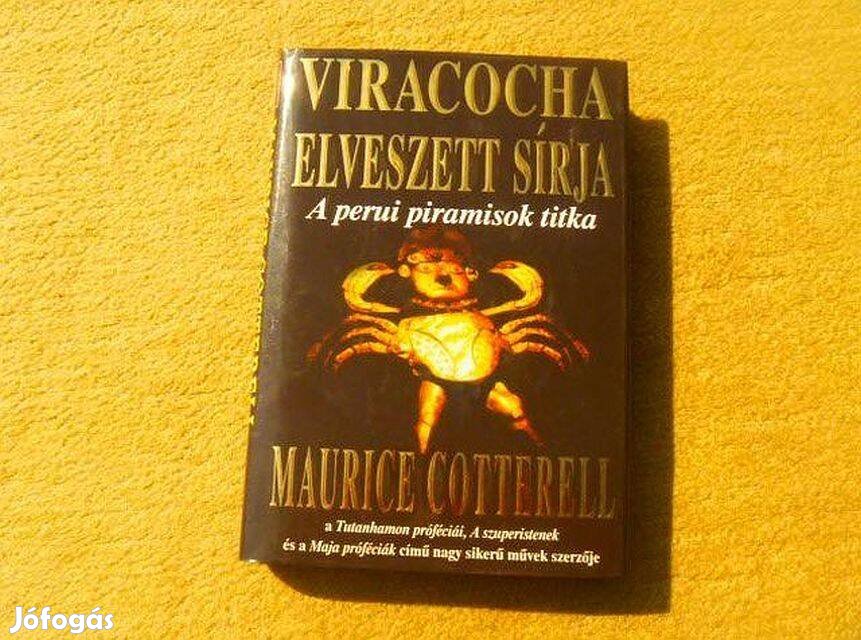 VIRACOCHA
ELVESZETT SÍRJA
A perui piramisok titka
MAURICE COTTERELL
a Tutanhamon próféciái, A szuperistenek
és a Maja próféciák című nagy sikerű művek szerzője
Jófogás